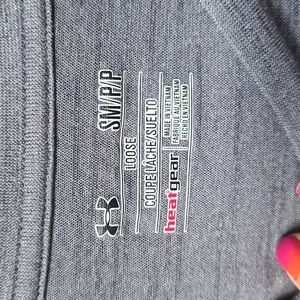 SM/P/P
LOOSE
COUPE LÂCHE/SUELTO
MADE IN VIETNAM
FABRIQUÉ AU VIETNAM
HECHO EN VIETNAM
heatgear